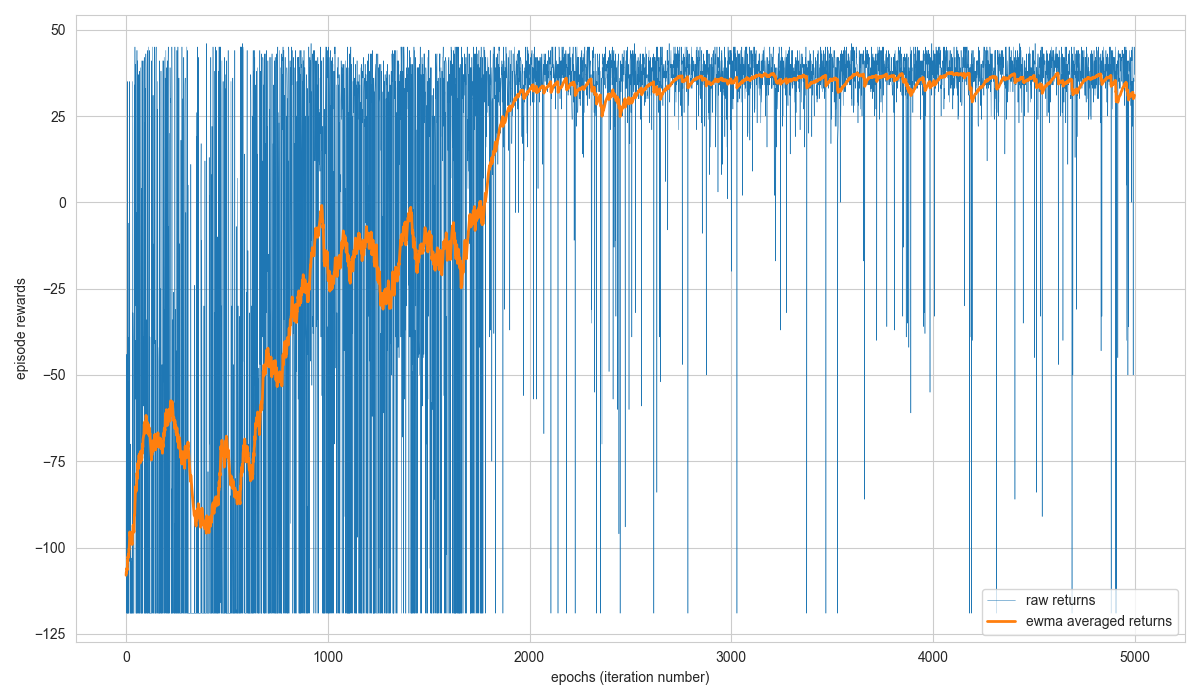 50
25
0
−25
−50
−75
−100
−125
episode rewards
raw returns
ewma averaged returns
0 1000 2000 3000 4000 5000
epochs (iteration number)